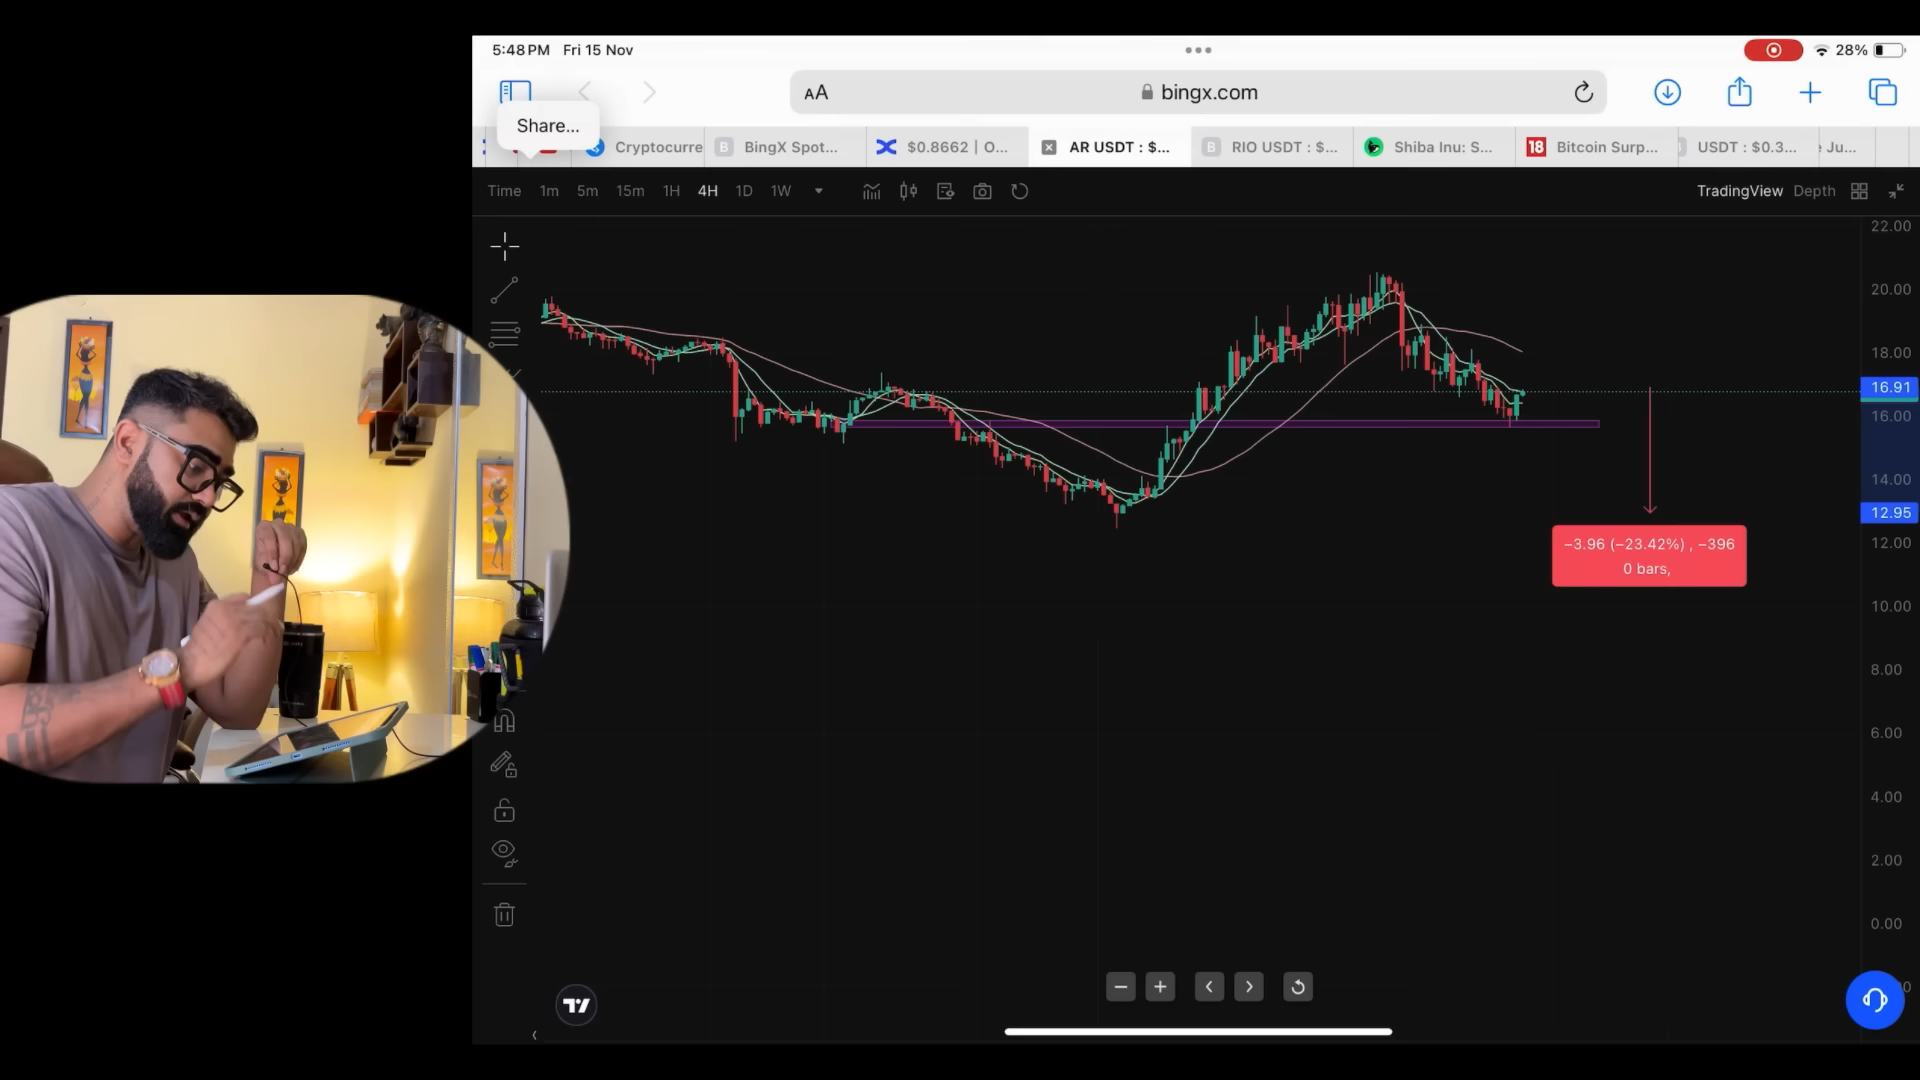 5:48 PM Fri 15 Nov
28%
AA
bingx.com
Share...
Cryptocurre
BingX Spot...
$0.8662 | O...
AR USDT : $...
RIO USDT : $...
Shiba Inu: S...
18 Bitcoin Surp...
USDT : $0.3...
Ju...
Time 1m 5m 15m 1H 4H 1D 1W
TradingView Depth
22.00
20.00
18.00
16.91
16.00
14.00
12.95
12.00
10.00
8.00
6.00
4.00
2.00
0.00
−3.96 (−23.42%) , −396
0 bars,